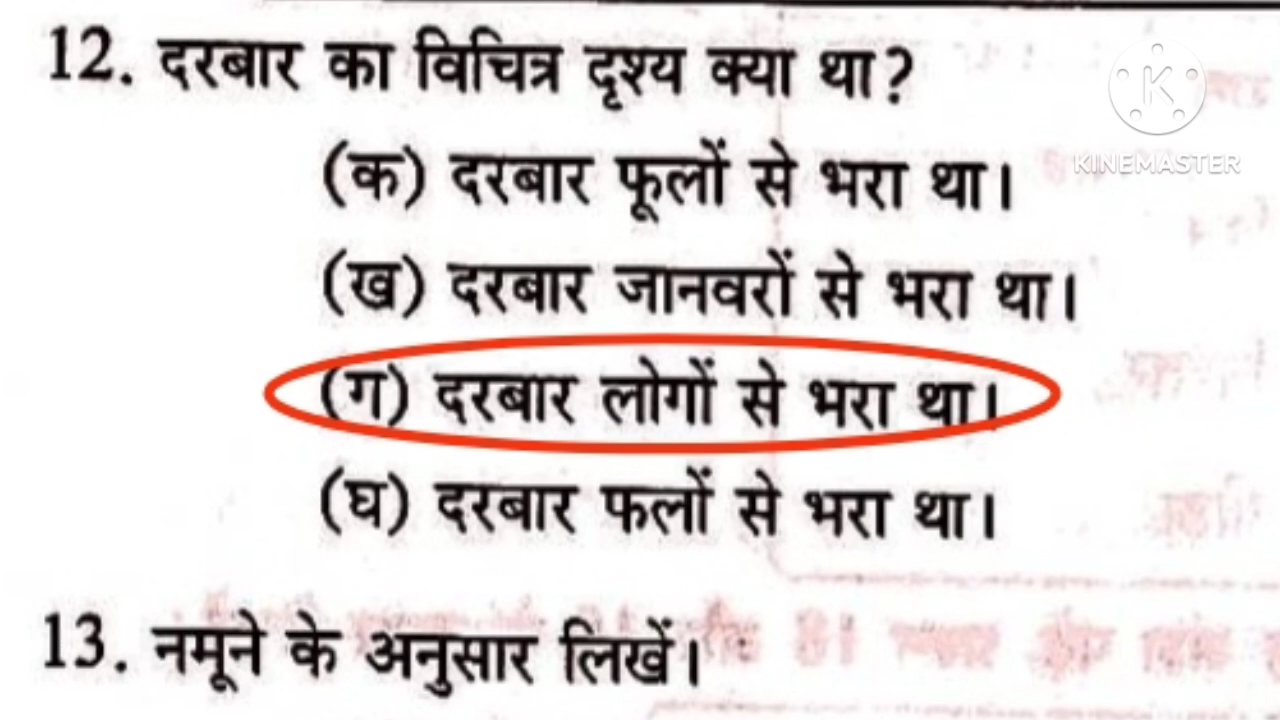 12. दरबार का विचित्र दृश्य क्या था?
(क) दरबार फूलों से भरा था।
(ख) दरबार जानवरों से भरा था।
(ग) दरबार लोगों से भरा था।
(घ) दरबार फलों से भरा था।
13. नमूने के अनुसार लिखें।
K
KINEMASTER